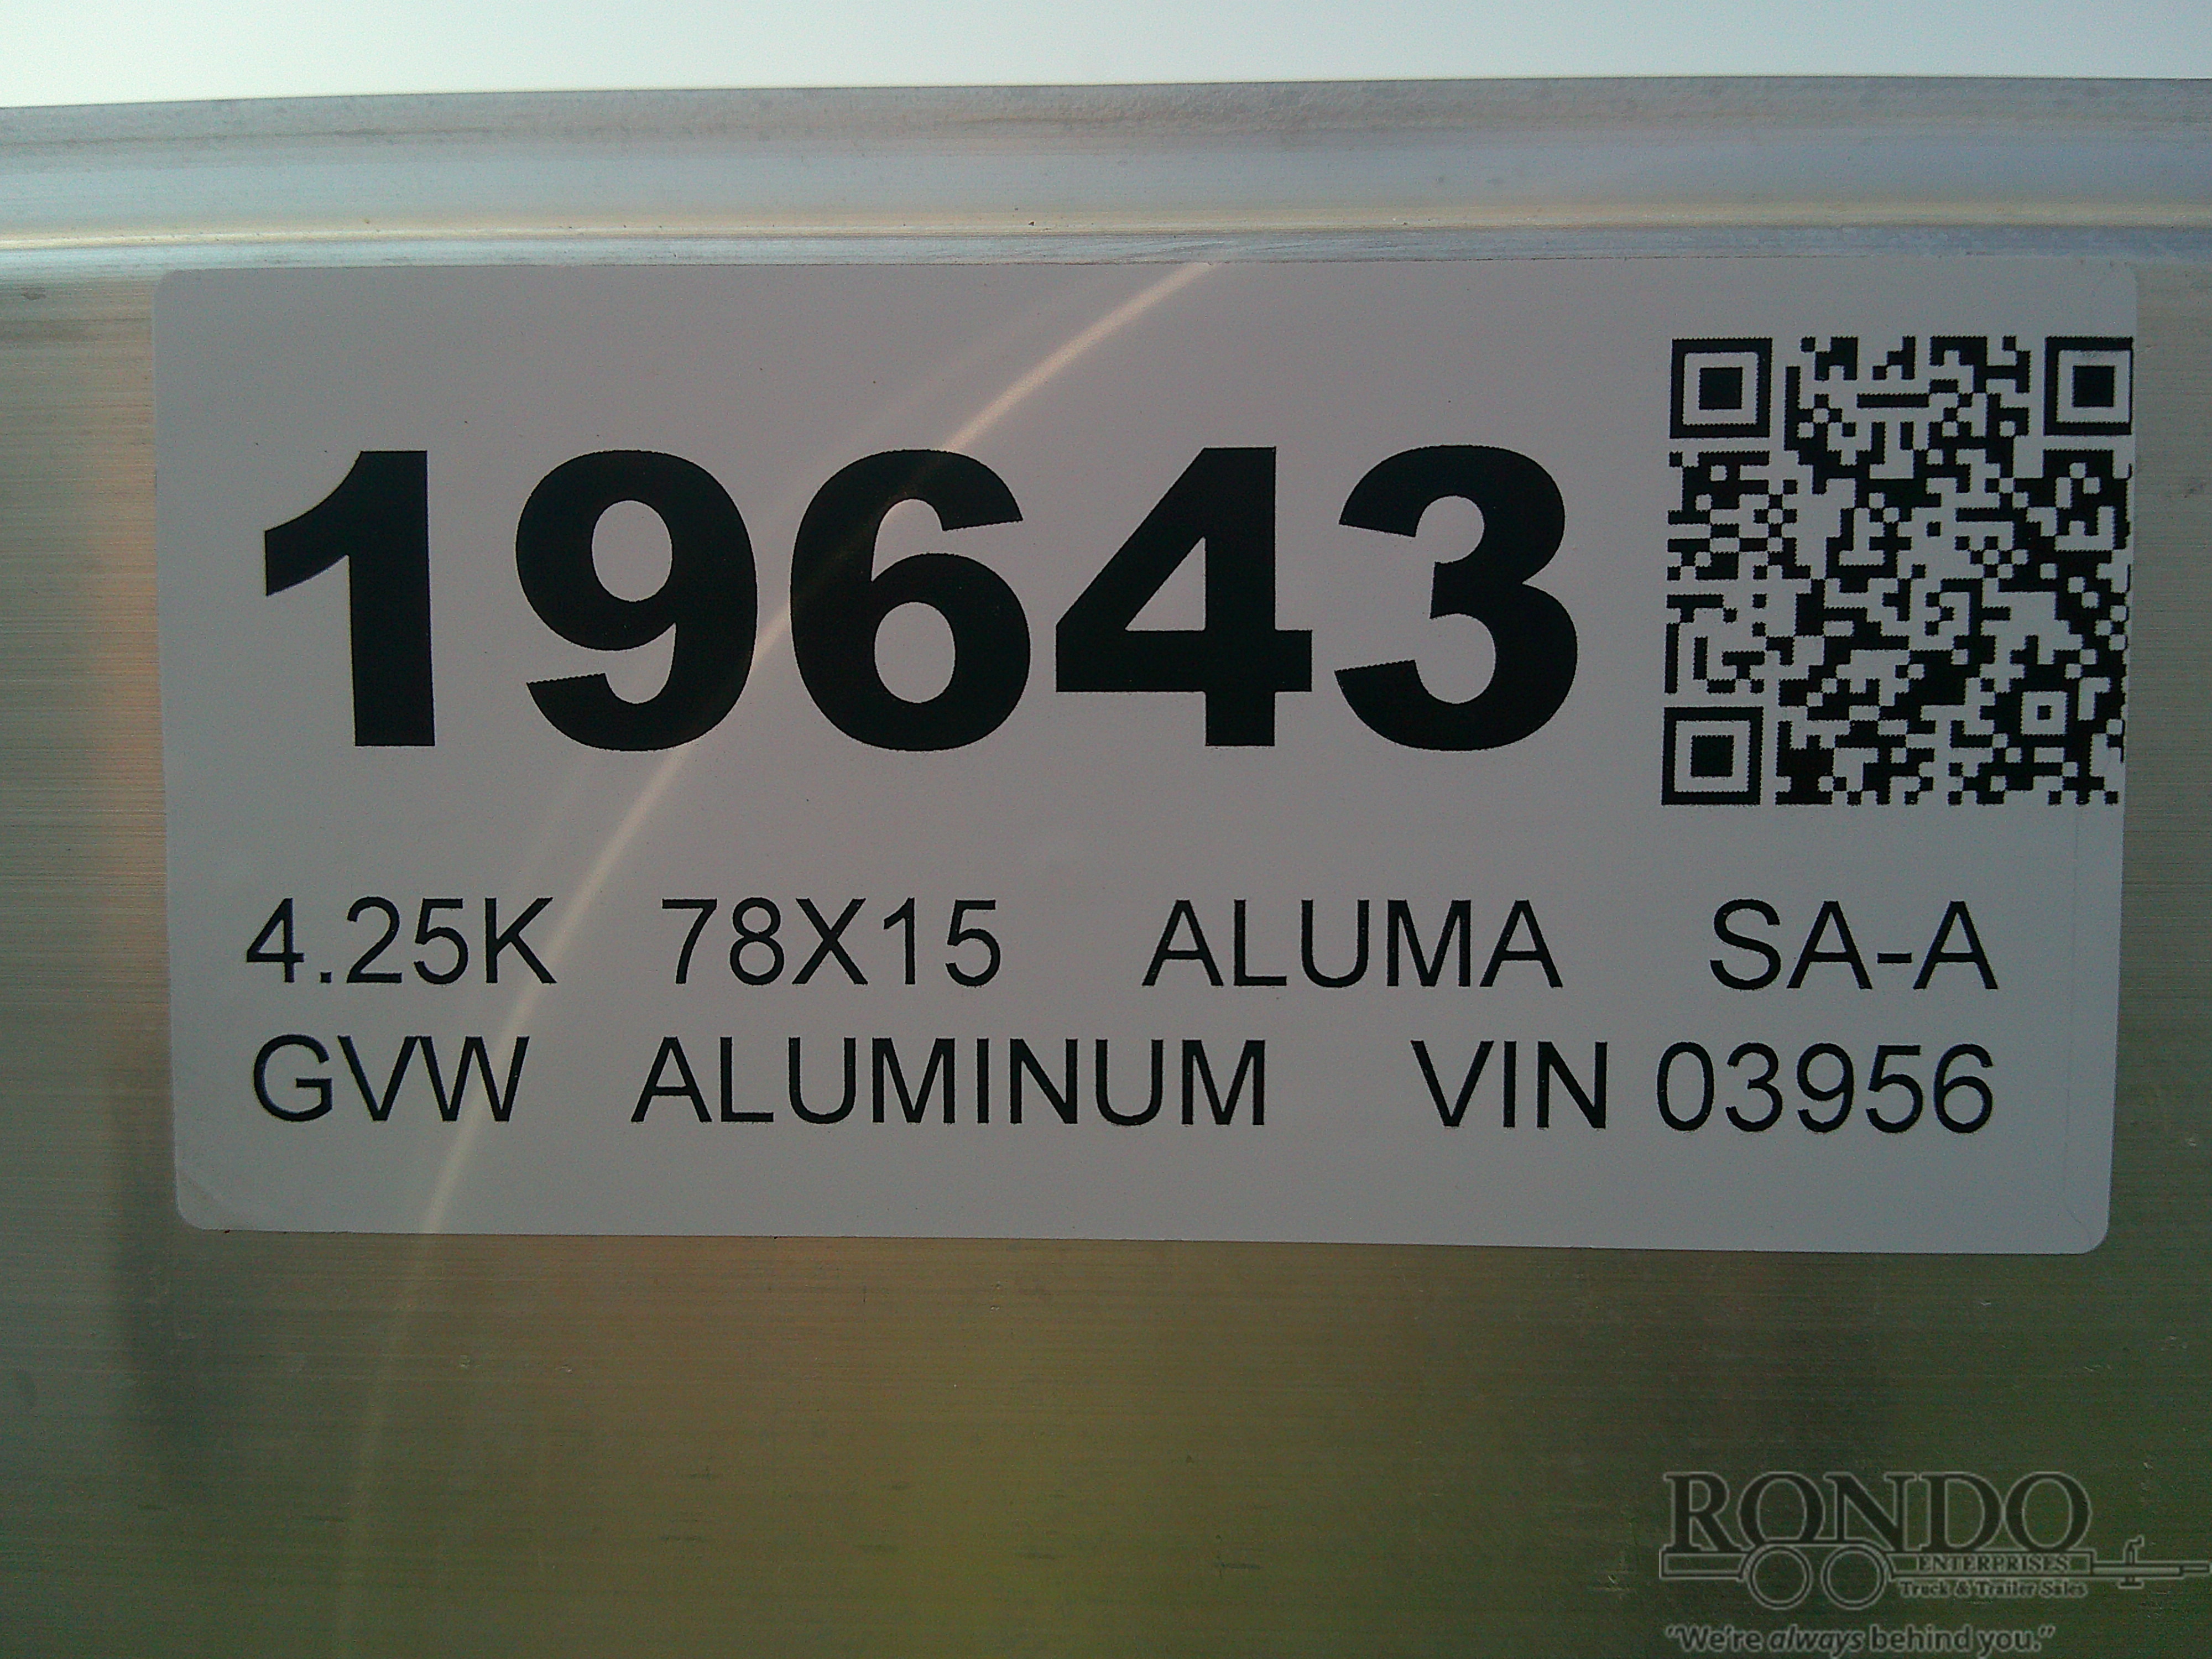 19643
4.25K 78X15 ALUMA SA-A
GVW ALUMINUM VIN 03956
RONDO
ENTERPRISES
Truck & Trailer Sales
"We're always behind you."